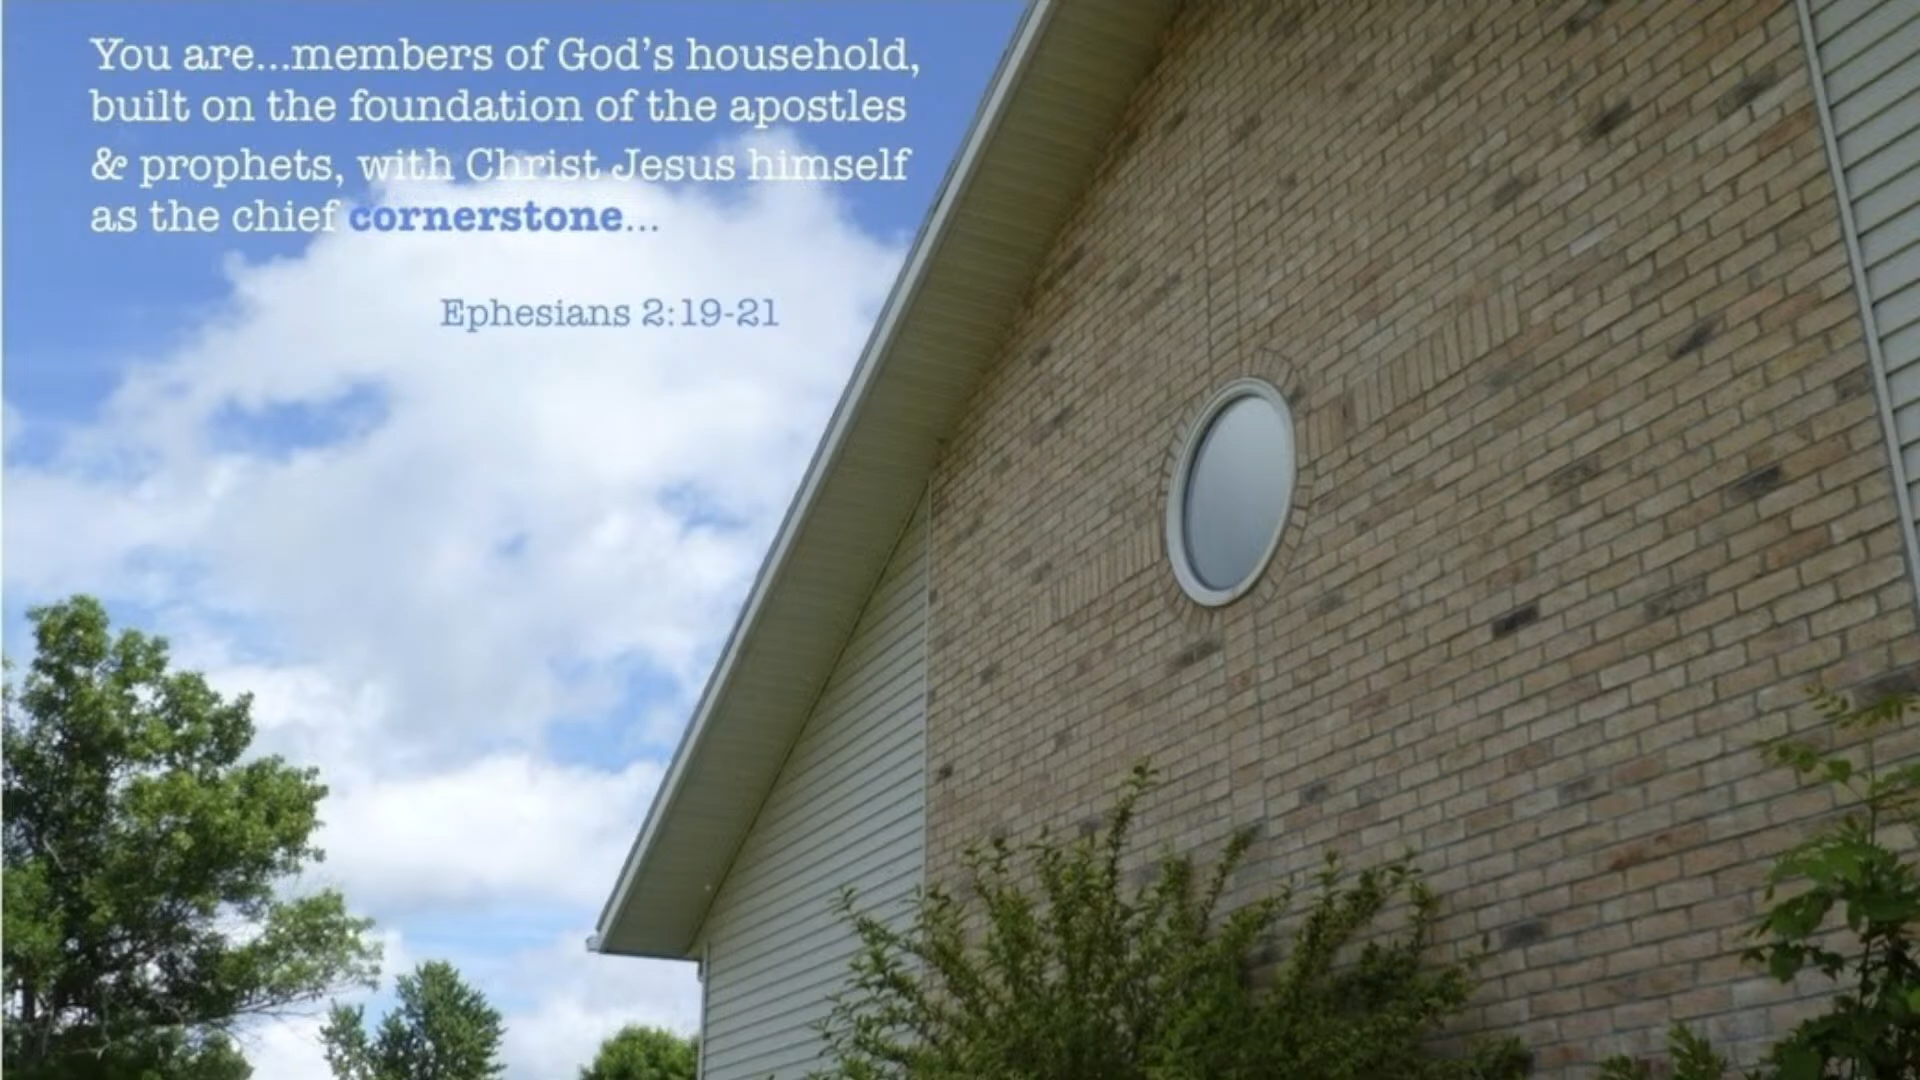 You are...members of God's household,
built on the foundation of the apostles
& prophets, with Christ Jesus himself
as the chief cornerstone...
Ephesians 2:19-21